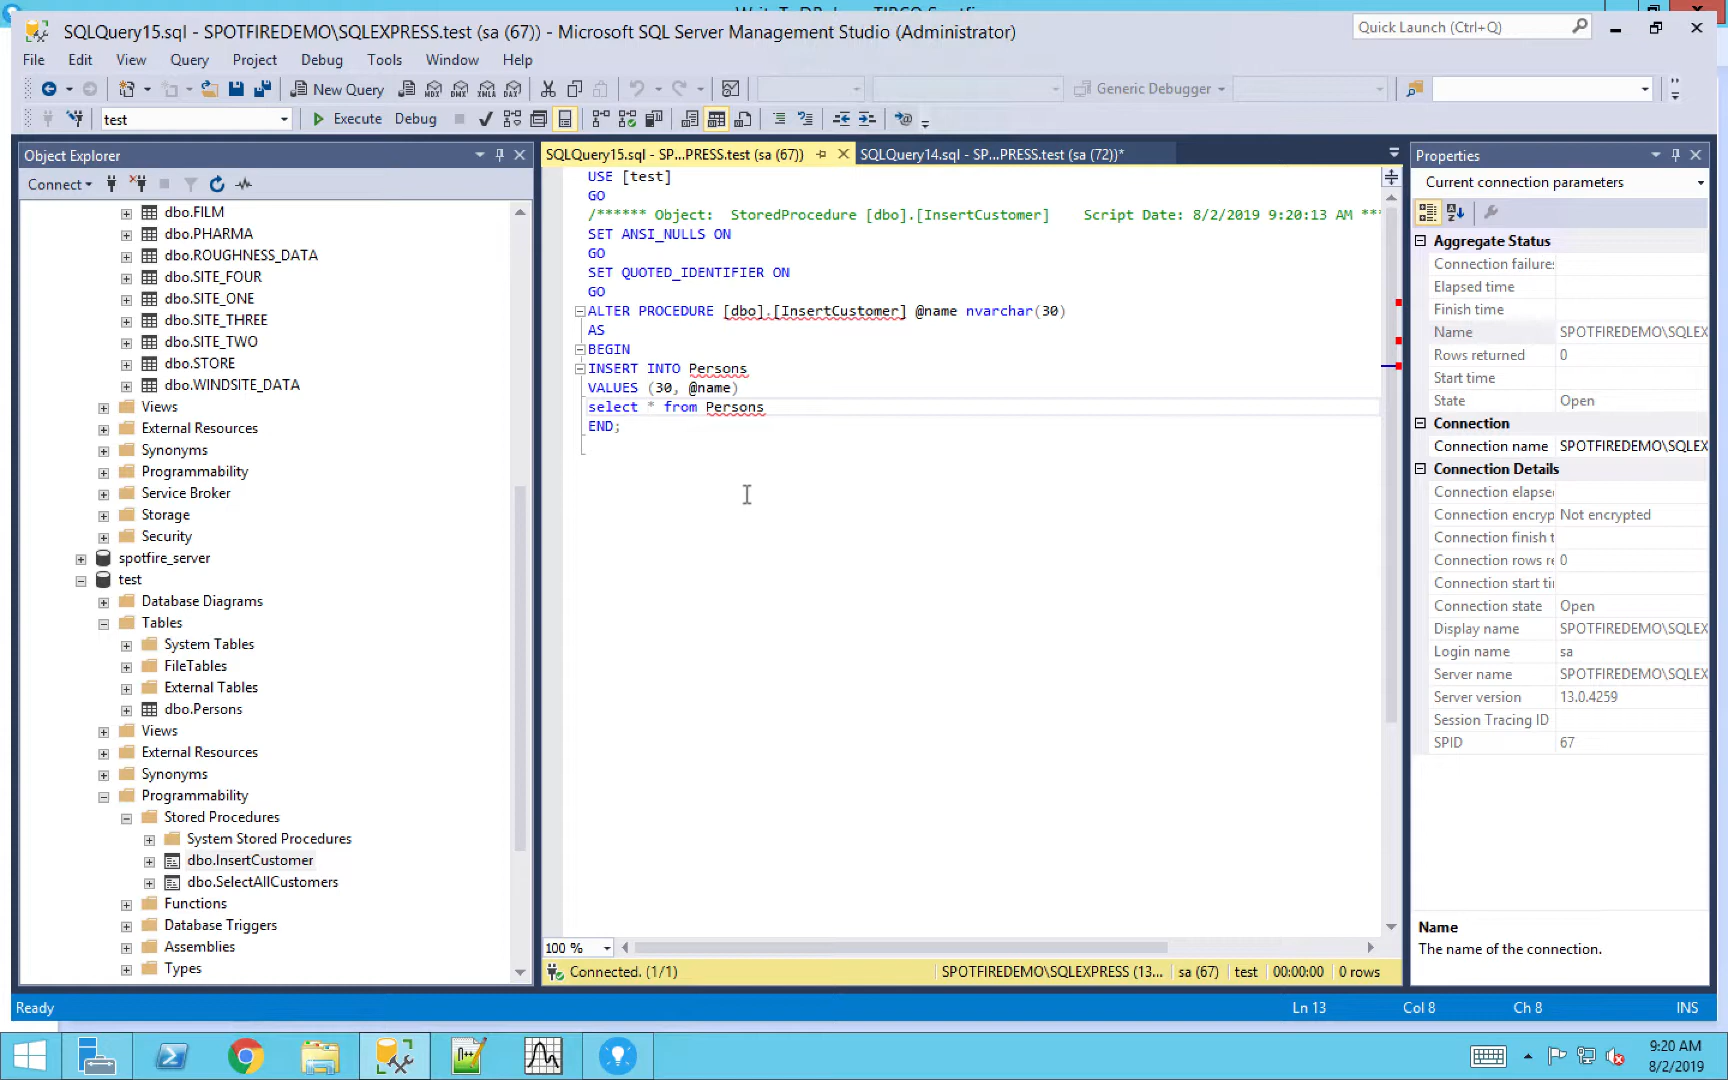 SQLQuery15.sql - SPOTFIREDEMO\SQLEXPRESS.test (sa (67)) - Microsoft SQL Server Management Studio (Administrator)
Quick Launch (Ctrl+Q)
File Edit View Query Project Debug Tools Window Help
New Query
MDX DMX XMLA DAX
Generic Debugger
test
Execute Debug
Object Explorer
Connect
dbo.FILM
dbo.PHARMA
dbo.ROUGHNESS_DATA
dbo.SITE_FOUR
dbo.SITE_ONE
dbo.SITE_THREE
dbo.SITE_TWO
dbo.STORE
dbo.WINDSITE_DATA
Views
External Resources
Synonyms
Programmability
Service Broker
Storage
Security
spotfire_server
test
Database Diagrams
Tables
System Tables
FileTables
External Tables
dbo.Persons
Views
External Resources
Synonyms
Programmability
Stored Procedures
System Stored Procedures
dbo.InsertCustomer
dbo.SelectAllCustomers
Functions
Database Triggers
Assemblies
Types
SQLQuery15.sql - SP...PRESS.test (sa (67))
SQLQuery14.sql - SP...PRESS.test (sa (72))*
USE [test]
GO
/****** Object:  StoredProcedure [dbo].[InsertCustomer]    Script Date: 8/2/2019 9:20:13 AM ***
SET ANSI_NULLS ON
GO
SET QUOTED_IDENTIFIER ON
GO
ALTER PROCEDURE [dbo].[InsertCustomer] @name nvarchar(30)
AS
BEGIN
INSERT INTO Persons
VALUES (30, @name)
select * from Persons
END;
100 %
Connected. (1/1)
SPOTFIREDEMO\SQLEXPRESS (13... sa (67) test 00:00:00 0 rows
Properties
Current connection parameters
Aggregate Status
Connection failures
Elapsed time
Finish time
Name SPOTFIREDEMO\SQLEX
Rows returned 0
Start time
State Open
Connection
Connection name SPOTFIREDEMO\SQLEX
Connection Details
Connection elapse
Connection encryp Not encrypted
Connection finish t
Connection rows re 0
Connection start ti
Connection state Open
Display name SPOTFIREDEMO\SQLEX
Login name sa
Server name SPOTFIREDEMO\SQLEX
Server version 13.0.4259
Session Tracing ID
SPID 67
Name
The name of the connection.
Ready
Ln 13 Col 8 Ch 8 INS
9:20 AM
8/2/2019